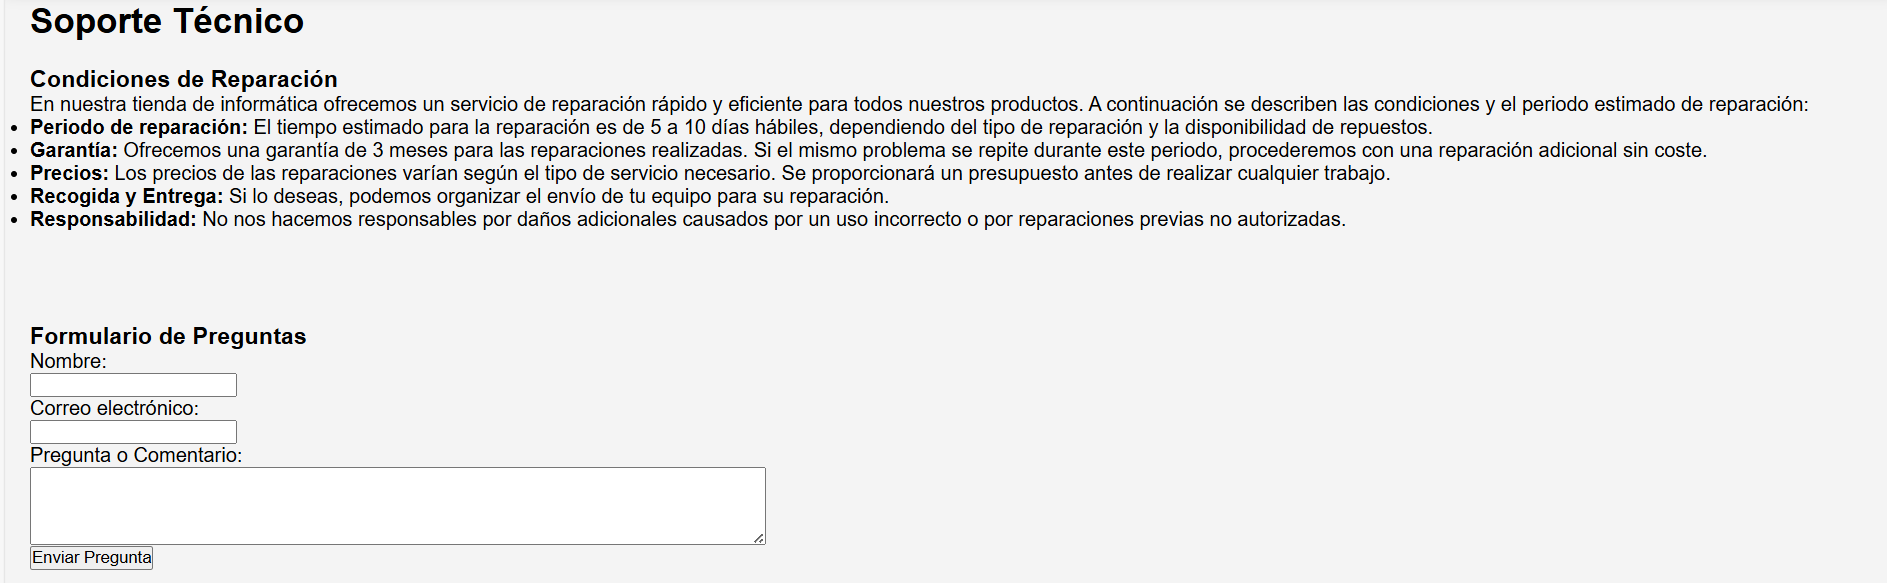 Soporte Técnico
Condiciones de Reparación
En nuestra tienda de informática ofrecemos un servicio de reparación rápido y eficiente para todos nuestros productos. A continuación se describen las condiciones y el periodo estimado de reparación:
• Periodo de reparación: El tiempo estimado para la reparación es de 5 a 10 días hábiles, dependiendo del tipo de reparación y la disponibilidad de repuestos.
• Garantía: Ofrecemos una garantía de 3 meses para las reparaciones realizadas. Si el mismo problema se repite durante este periodo, procederemos con una reparación adicional sin coste.
• Precios: Los precios de las reparaciones varían según el tipo de servicio necesario. Se proporcionará un presupuesto antes de realizar cualquier trabajo.
• Recogida y Entrega: Si lo deseas, podemos organizar el envío de tu equipo para su reparación.
• Responsabilidad: No nos hacemos responsables por daños adicionales causados por un uso incorrecto o por reparaciones previas no autorizadas.
Formulario de Preguntas
Nombre:
Correo electrónico:
Pregunta o Comentario:
Enviar Pregunta